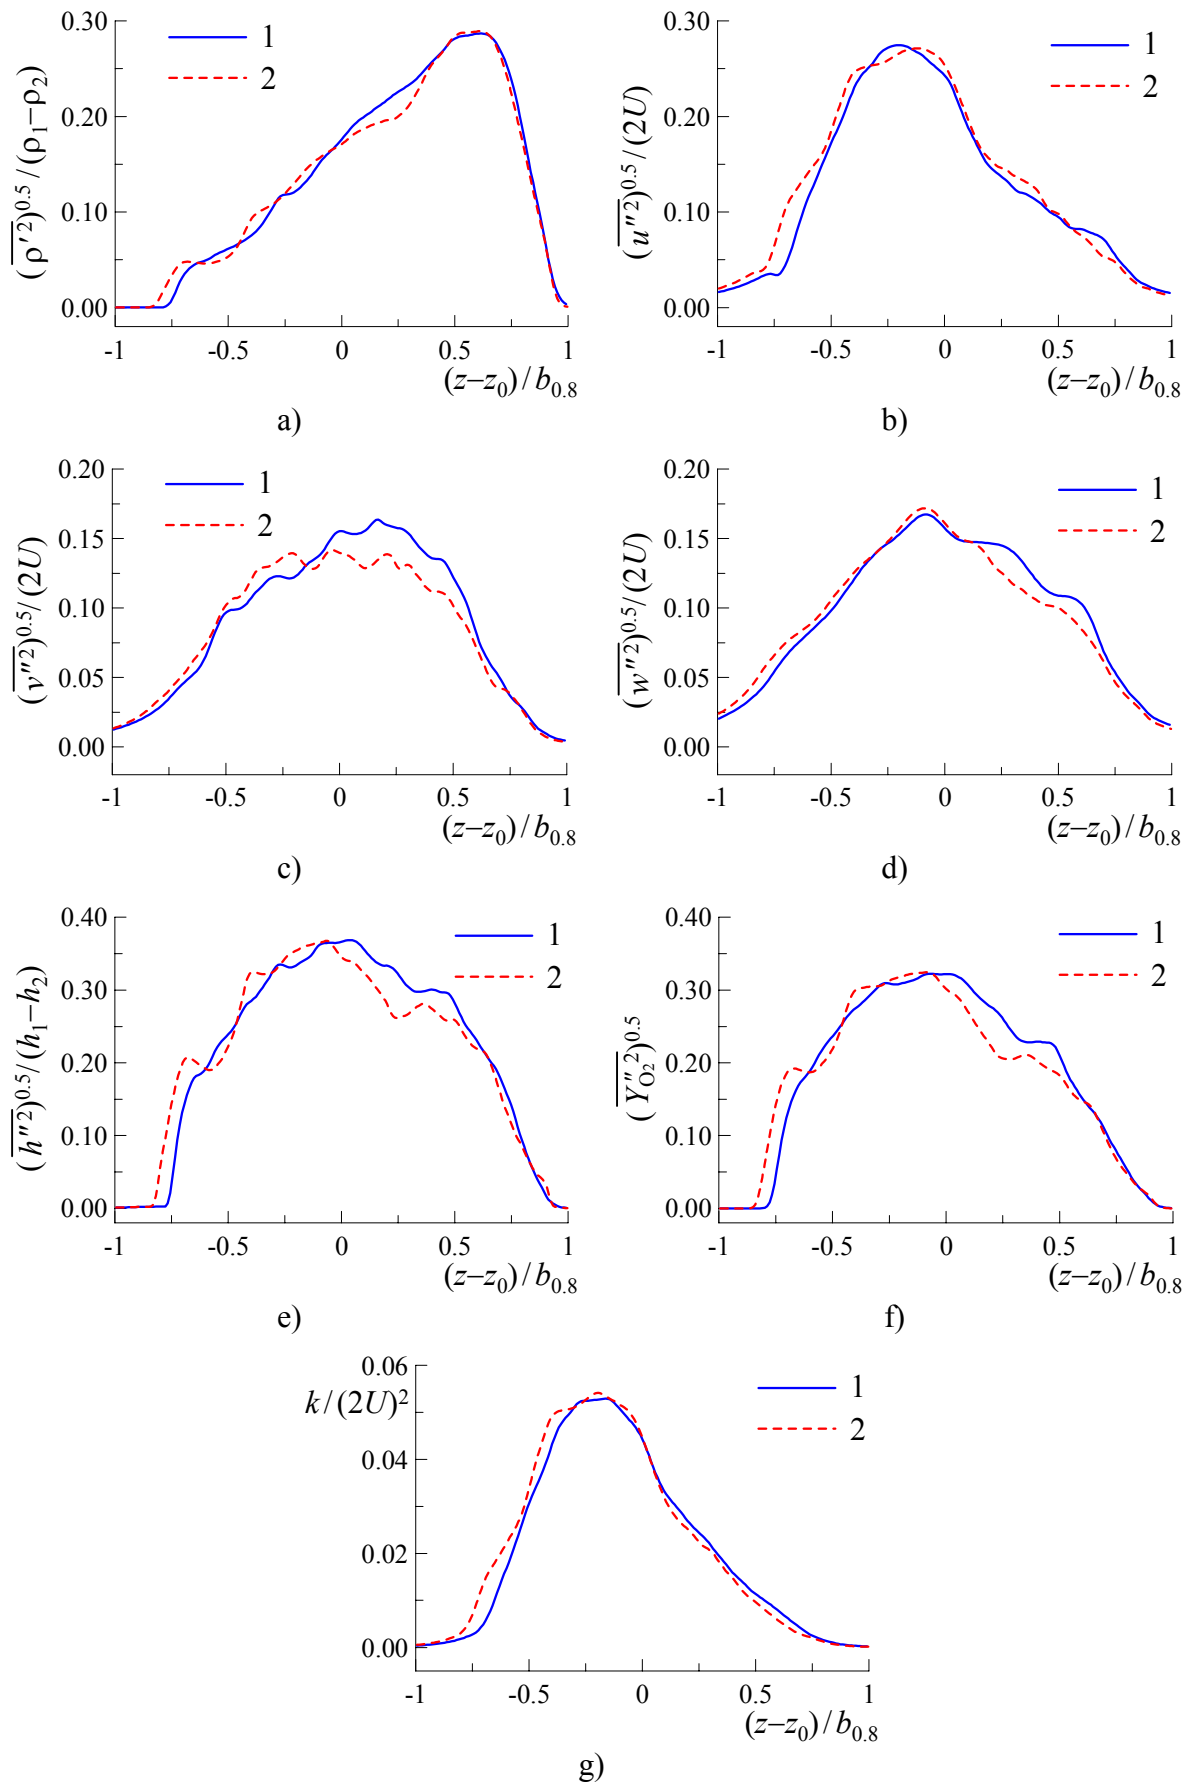 0.30
0.20
0.10
0.00
(ρ′²)^0.5/(ρ₁–ρ₂)
1
2
-1 -0.5 0 0.5 1
(z–z₀)/b₀.₈
a)
0.30
0.20
0.10
0.00
(u″²)^0.5/(2U)
1
2
-1 -0.5 0 0.5 1
(z–z₀)/b₀.₈
b)
0.20
0.15
0.10
0.05
0.00
(v″²)^0.5/(2U)
1
2
-1 -0.5 0 0.5 1
(z–z₀)/b₀.₈
c)
0.20
0.15
0.10
0.05
0.00
(w″²)^0.5/(2U)
1
2
-1 -0.5 0 0.5 1
(z–z₀)/b₀.₈
d)
0.40
0.30
0.20
0.10
0.00
(h″²)^0.5/(h₁–h₂)
1
2
-1 -0.5 0 0.5 1
(z–z₀)/b₀.₈
e)
0.40
0.30
0.20
0.10
0.00
(Y″²O₂)^0.5
1
2
-1 -0.5 0 0.5 1
(z–z₀)/b₀.₈
f)
0.06
k/(2U)²
0.04
0.02
0.00
1
2
-1 -0.5 0 0.5 1
(z–z₀)/b₀.₈
g)